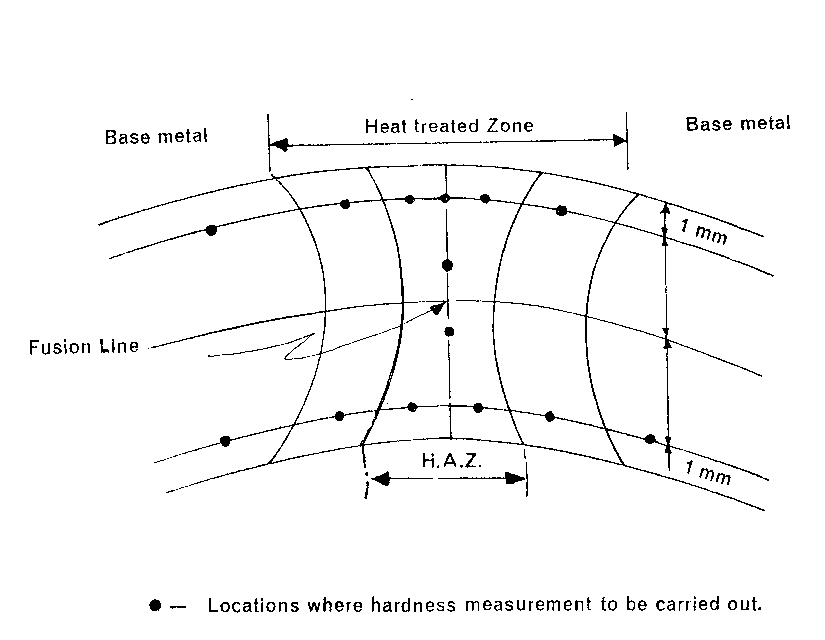 Base metal
Heat treated Zone
Base metal
1 mm
Fusion Line
H.A.Z.
1 mm
— Locations where hardness measurement to be carried out.